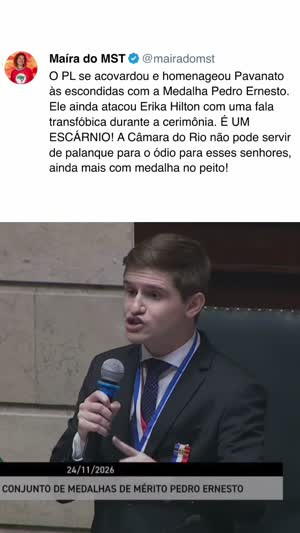 Maíra do MST @mairadomst
O PL se acovardou e homenageou Pavanato
às escondidas com a Medalha Pedro Ernesto.
Ele ainda atacou Erika Hilton com uma fala
transfóbica durante a cerimônia. É UM
ESCÁRNIO! A Câmara do Rio não pode servir
de palanque para o ódio para esses senhores,
ainda mais com medalha no peito!
24/11/2026
CONJUNTO DE MEDALHAS DE MÉRITO PEDRO ERNESTO